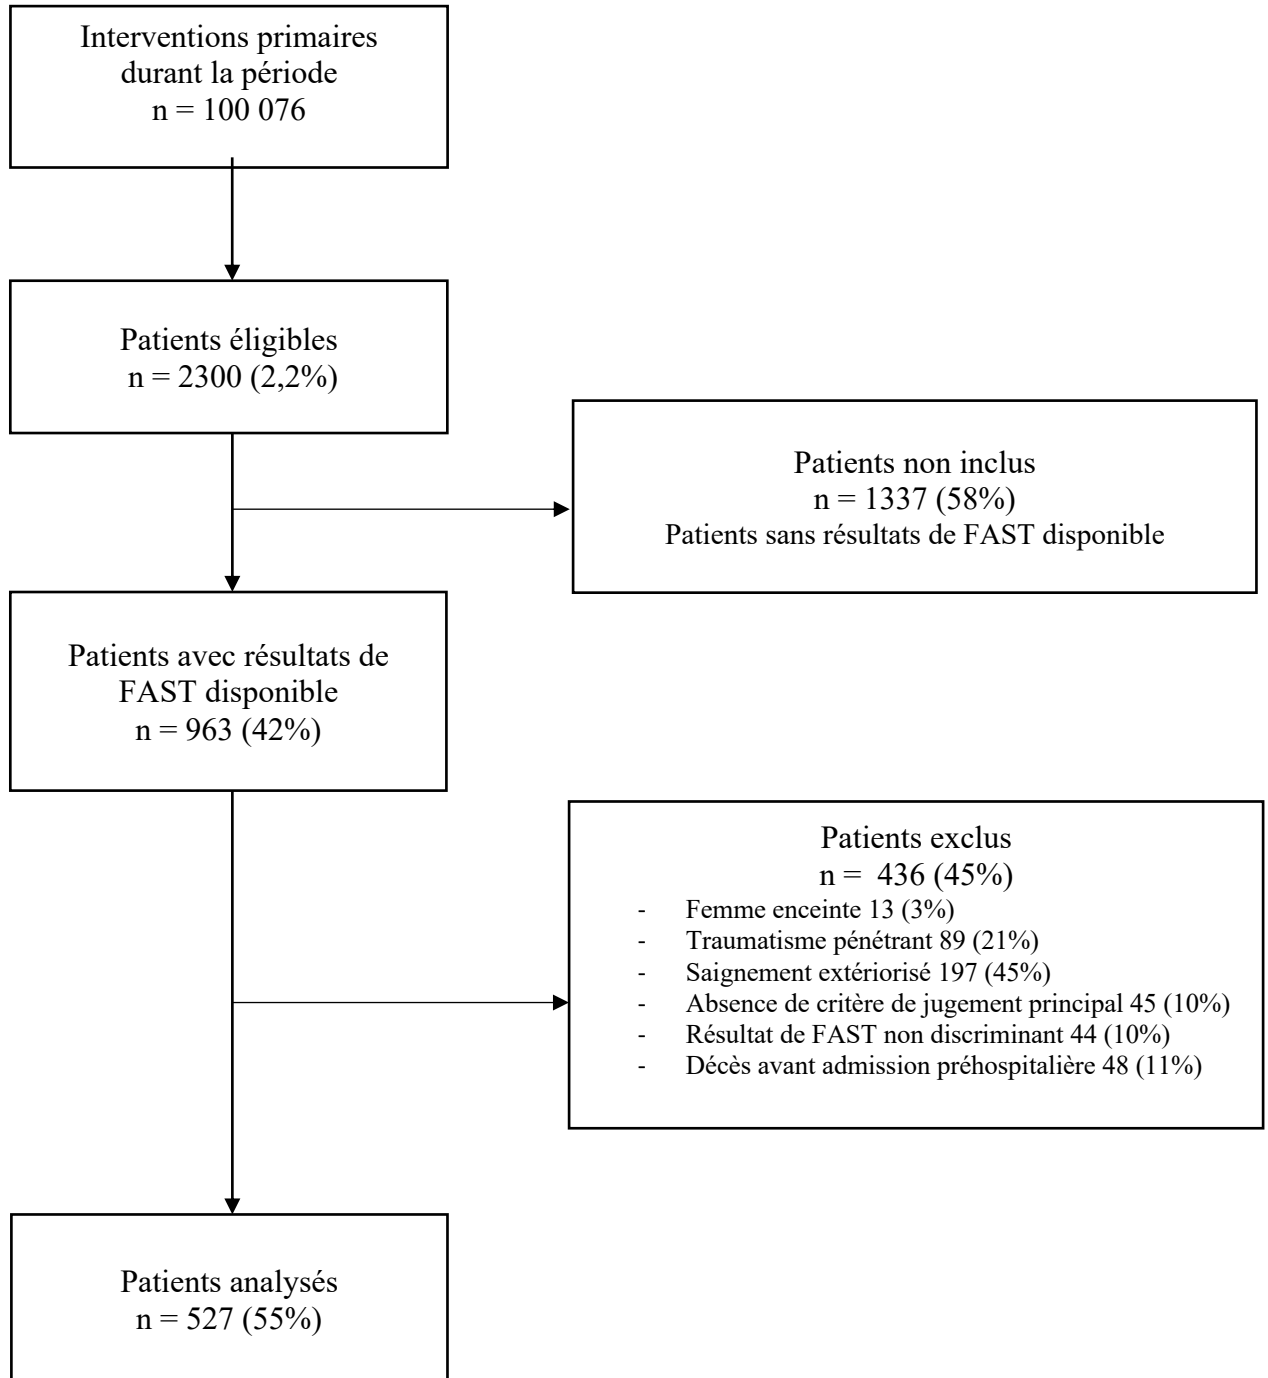 Interventions primaires
durant la période
n = 100 076
Patients éligibles
n = 2300 (2,2%)
Patients non inclus
n = 1337 (58%)
Patients sans résultats de FAST disponible
Patients avec résultats de
FAST disponible
n = 963 (42%)
Patients exclus
n = 436 (45%)
- Femme enceinte 13 (3%)
- Traumatisme pénétrant 89 (21%)
- Saignement extériorisé 197 (45%)
- Absence de critère de jugement principal 45 (10%)
- Résultat de FAST non discriminant 44 (10%)
- Décès avant admission préhospitalière 48 (11%)
Patients analysés
n = 527 (55%)